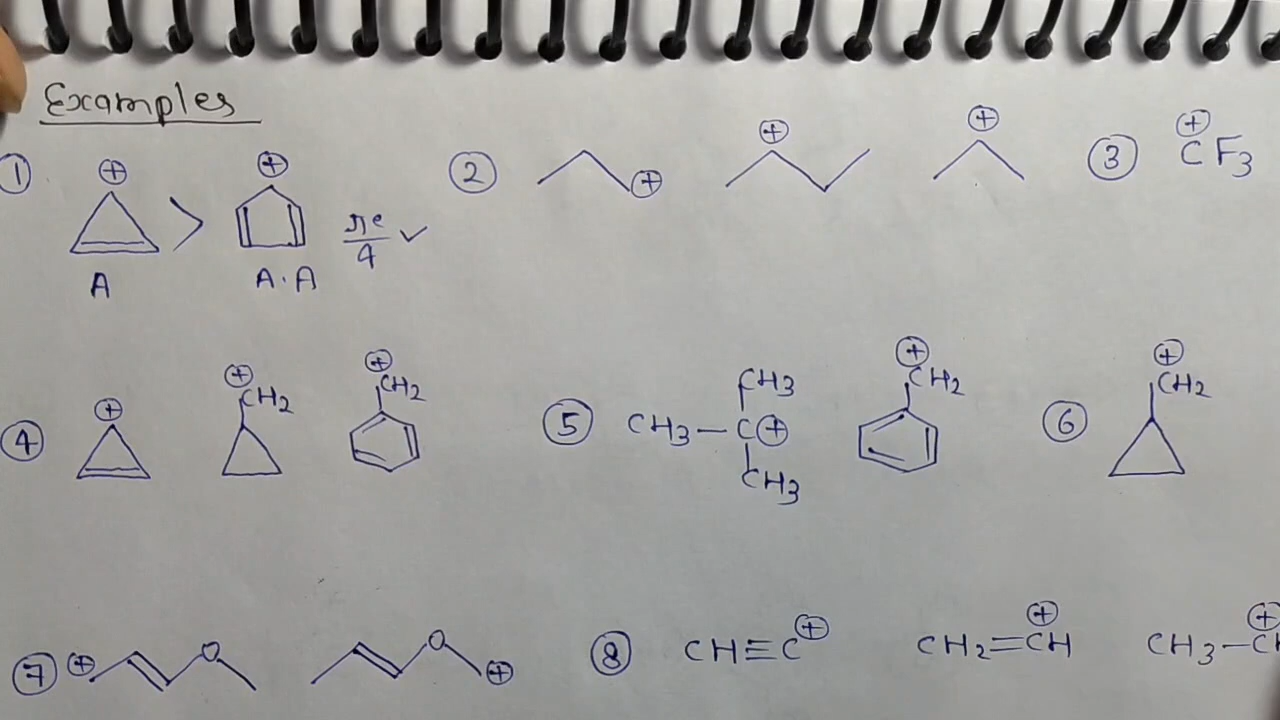 Examples
① ⊕ > ⊕ πe/4 ✓
A A.A
② ⊕ ⊕ ⊕
③ ⊕ CF3
④ ⊕ ⊕ CH2 ⊕ CH2
⑤ CH3 CH3-C⊕ CH3 ⊕ CH2
⑥ ⊕ CH2
⑦ ⊕ O O ⊕
⑧ CH≡C⊕ CH2=CH⊕ CH3-C⊕